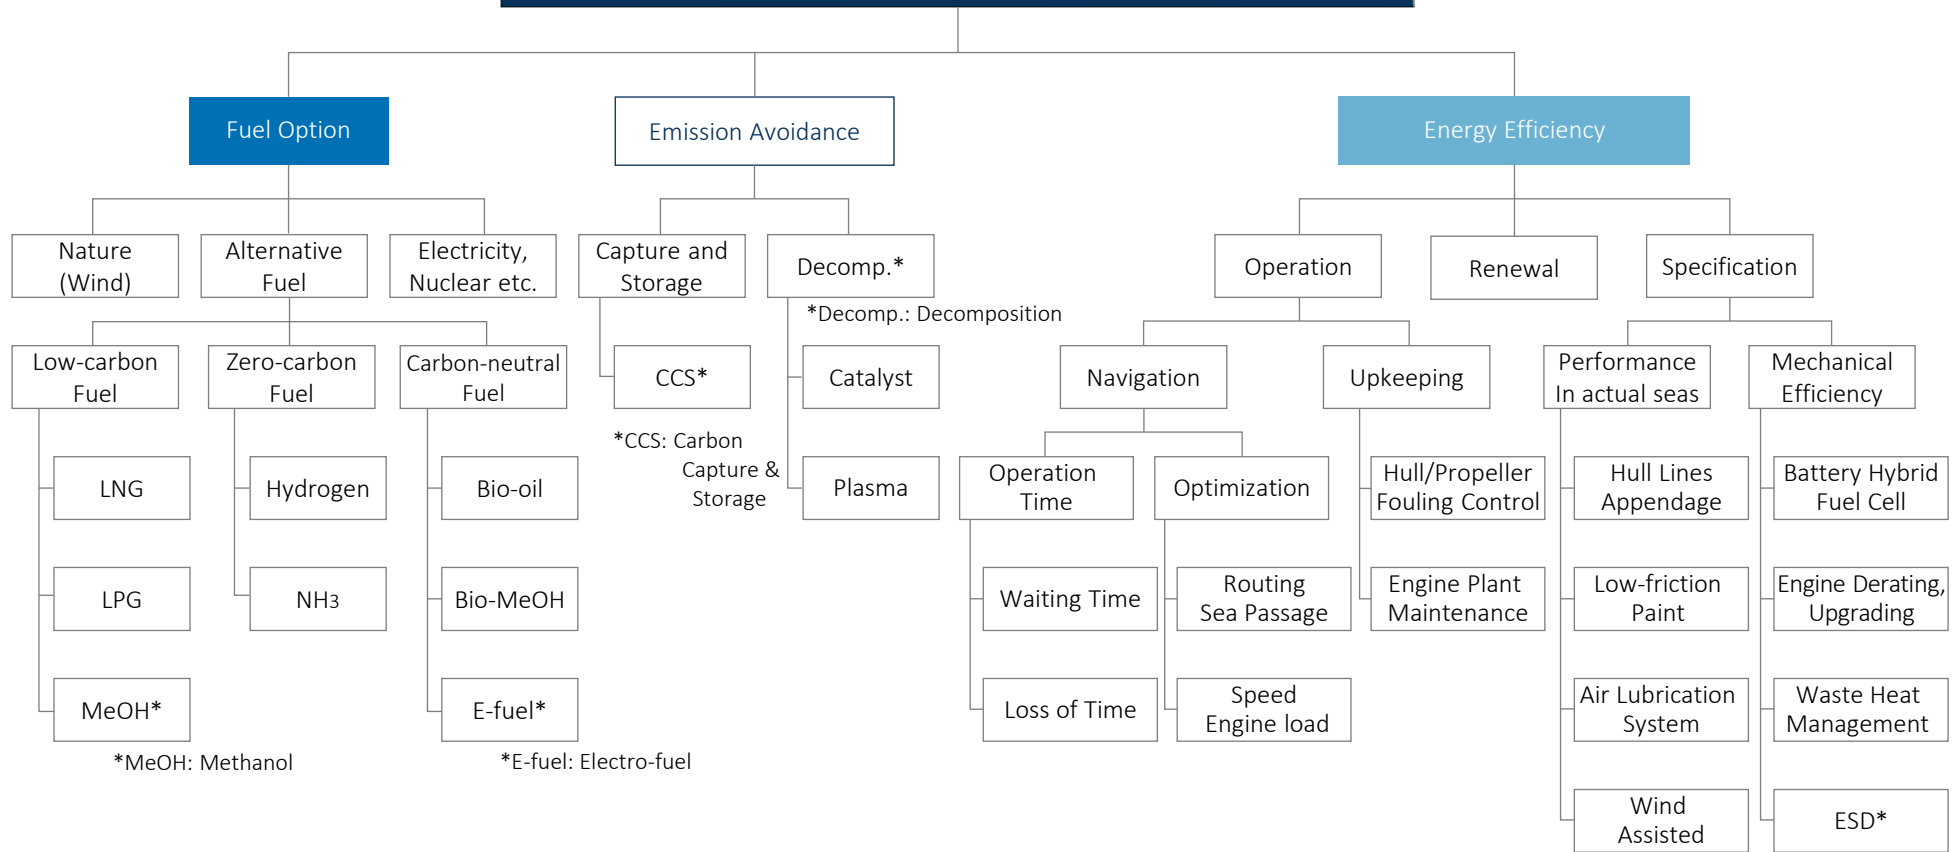 Fuel Option
Emission Avoidance
Energy Efficiency
Nature
(Wind)
Alternative
Fuel
Electricity,
Nuclear etc.
Capture and
Storage
Decomp.*
*Decomp.: Decomposition
Operation
Renewal
Specification
Low-carbon
Fuel
Zero-carbon
Fuel
Carbon-neutral
Fuel
CCS*
*CCS: Carbon
Capture &
Storage
Catalyst
Plasma
Navigation
Upkeeping
Performance
In actual seas
Mechanical
Efficiency
LNG
LPG
MeOH*
*MeOH: Methanol
Hydrogen
NH3
Bio-oil
Bio-MeOH
E-fuel*
*E-fuel: Electro-fuel
Operation
Time
Waiting Time
Loss of Time
Optimization
Routing
Sea Passage
Speed
Engine load
Hull/Propeller
Fouling Control
Engine Plant
Maintenance
Hull Lines
Appendage
Low-friction
Paint
Air Lubrication
System
Wind
Assisted
Battery Hybrid
Fuel Cell
Engine Derating,
Upgrading
Waste Heat
Management
ESD*